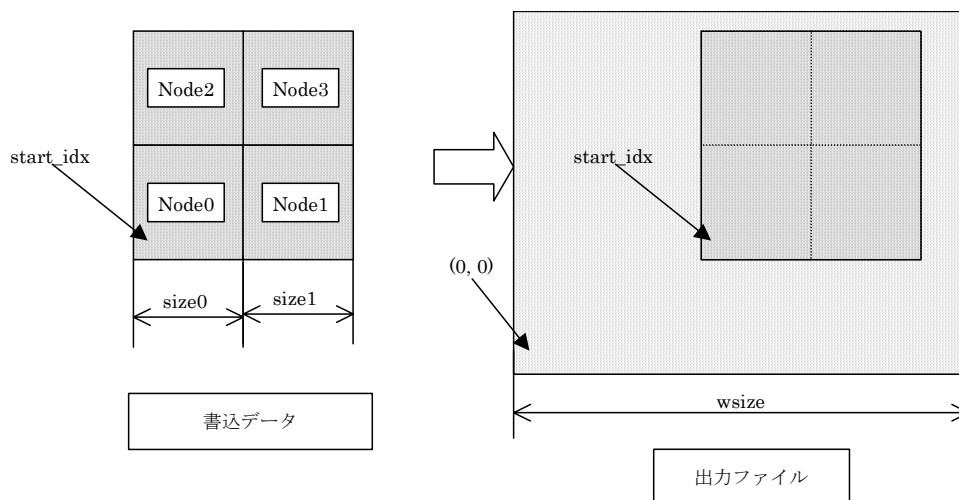 Node2
Node3
start_idx
Node0
Node1
size0
size1
書込データ
start_idx
(0, 0)
wsize
出力ファイル